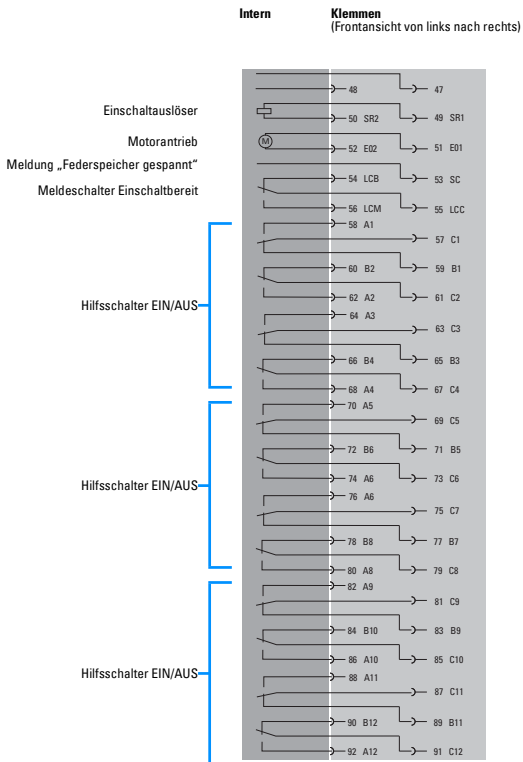 Intern Klemmen
(Frontansicht von links nach rechts)
48 47
Einschaltauslöser 50 SR2 49 SR1
Motorantrieb M 52 E02 51 E01
Meldung „Federspeicher gespannt“
54 LCB 53 SC
Meldeschalter Einschaltbereit
56 LCM 55 LCC
58 A1
57 C1
60 B2 59 B1
62 A2 61 C2
Hilfsschalter EIN/AUS
64 A3
63 C3
66 B4 65 B3
68 A4 67 C4
70 A5
69 C5
72 B6 71 B5
74 A6 73 C6
Hilfsschalter EIN/AUS
76 A6
75 C7
78 B8 77 B7
80 A8 79 C8
82 A9
81 C9
84 B10 83 B9
86 A10 85 C10
Hilfsschalter EIN/AUS
88 A11
87 C11
90 B12 89 B11
92 A12 91 C12